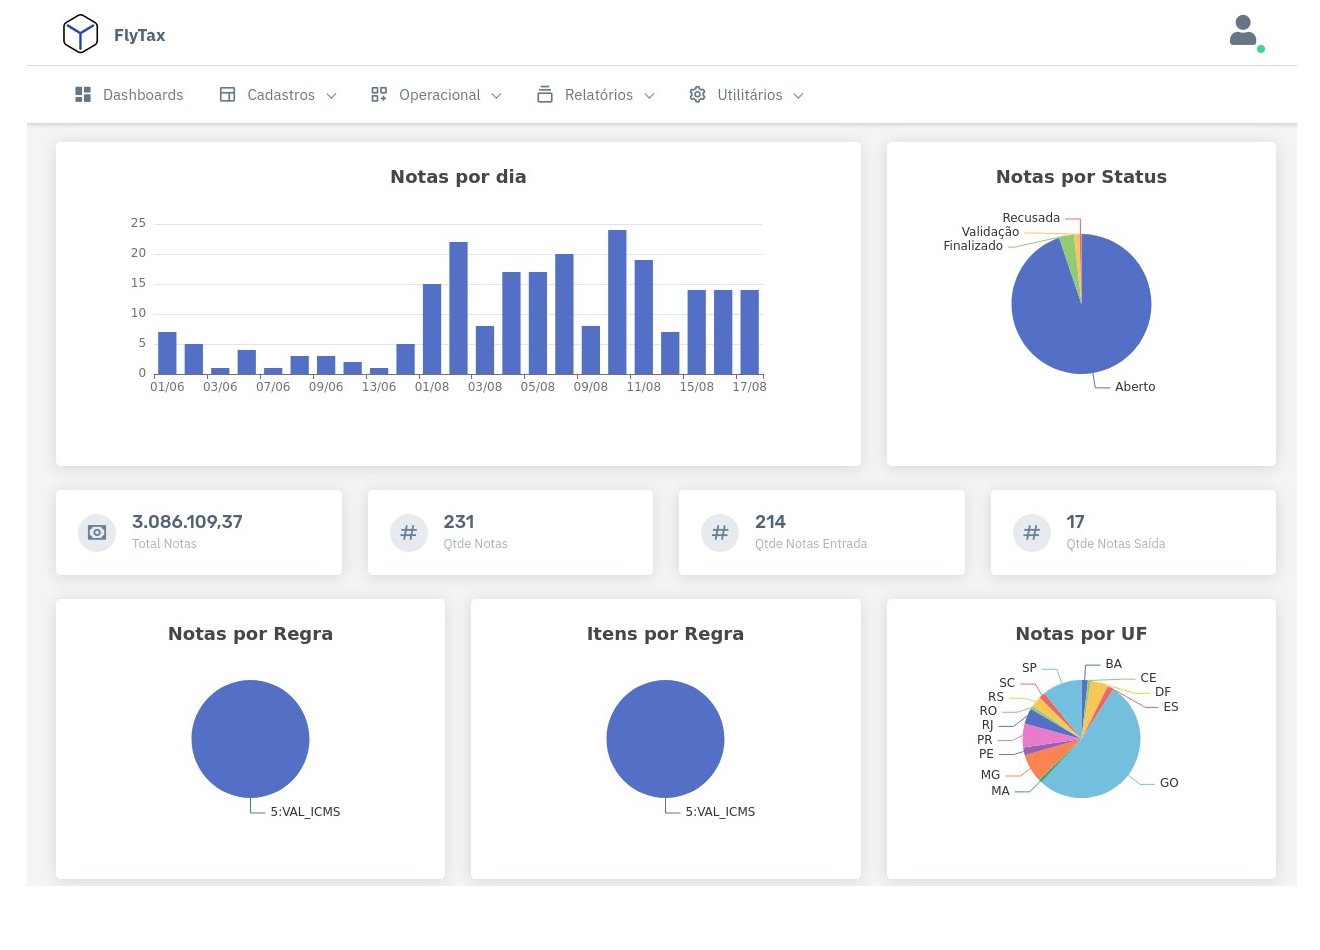 FlyTax
Dashboards Cadastros Operacional Relatórios Utilitários
Notas por dia
25
20
15
10
5
0
01/06 03/06 07/06 09/06 13/06 01/08 03/08 05/08 09/08 11/08 15/08 17/08
Notas por Status
Recusada
Validação
Finalizado
Aberto
3.086.109,37
Total Notas
231
Qtde Notas
214
Qtde Notas Entrada
17
Qtde Notas Saída
Notas por Regra
5:VAL_ICMS
Itens por Regra
5:VAL_ICMS
Notas por UF
SP BA
CE
SC DF
RS ES
RO
RJ
PR
PE
MG GO
MA